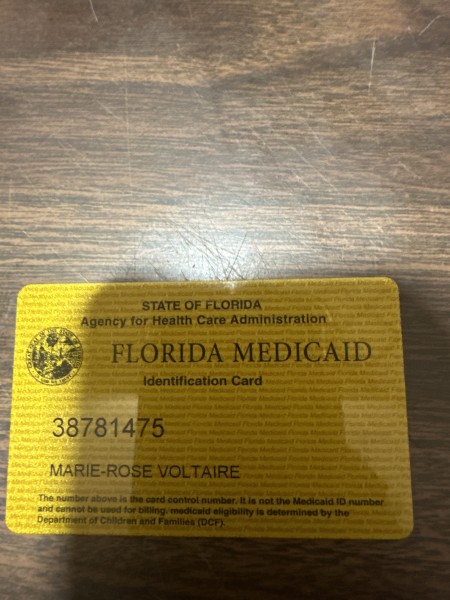 STATE OF FLORIDA
Agency for Health Care Administration
FLORIDA MEDICAID
Identification Card
38781475
MARIE-ROSE VOLTAIRE
The number above is the card control number. It is not the Medicaid ID number
and cannot be used for billing. medicaid eligibility is determined by the
Department of Children and Families (DCF).